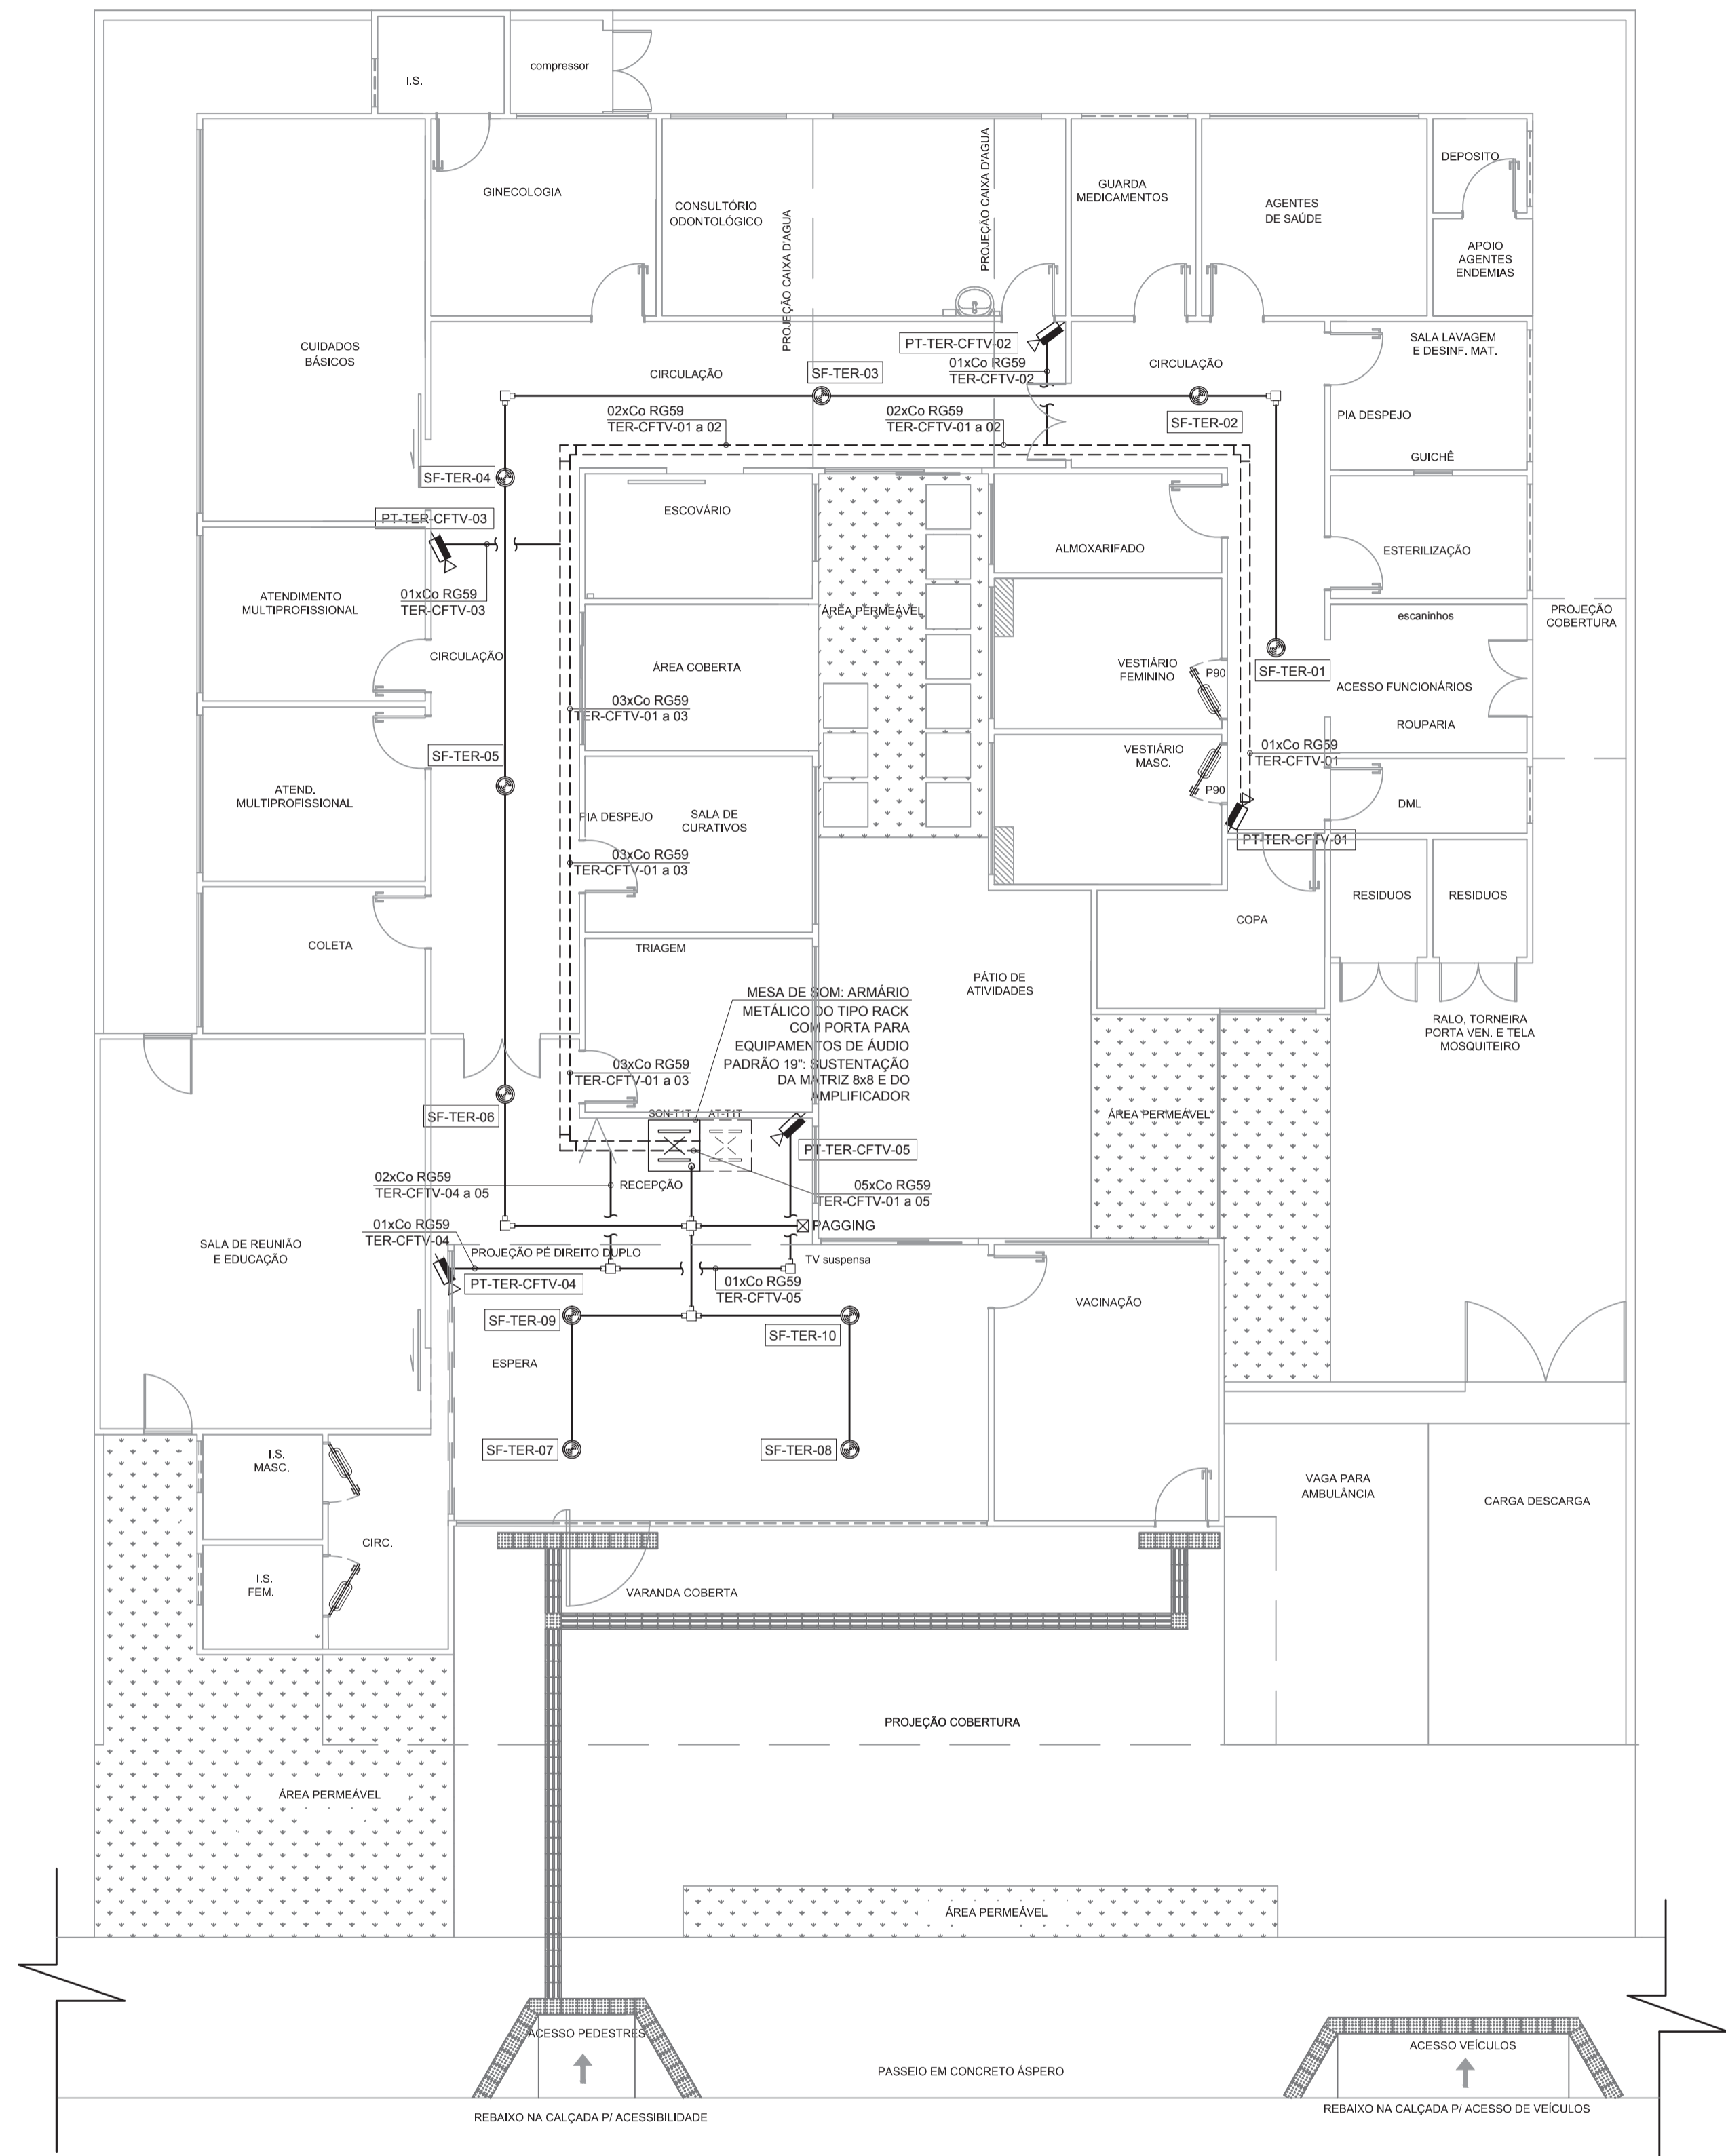 I.S.
compressor
GINECOLOGIA
CONSULTÓRIO
ODONTOLÓGICO
PROJEÇÃO CAIXA D'AGUA
PROJEÇÃO CAIXA D'AGUA
GUARDA
MEDICAMENTOS
AGENTES
DE SAÚDE
DEPOSITO
APOIO
AGENTES
ENDEMIAS
CUIDADOS
BÁSICOS
PT-TER-CFTV-02
01xCo RG59
TER-CFTV-02
CIRCULAÇÃO
SF-TER-03
CIRCULAÇÃO
SALA LAVAGEM
E DESINF. MAT.
02xCo RG59
TER-CFTV-01 a 02
02xCo RG59
TER-CFTV-01 a 02
SF-TER-02
PIA DESPEJO
GUICHÊ
SF-TER-04
PT-TER-CFTV-03
ESCOVÁRIO
ALMOXARIFADO
ESTERILIZAÇÃO
ATENDIMENTO
MULTIPROFISSIONAL
01xCo RG59
TER-CFTV-03
ÁREA PERMEÁVEL
escaninhos
PROJEÇÃO
COBERTURA
CIRCULAÇÃO
ÁREA COBERTA
VESTIÁRIO
FEMININO
P90
SF-TER-01
ACESSO FUNCIONÁRIOS
03xCo RG59
TER-CFTV-01 a 03
ROUPARIA
SF-TER-05
VESTIÁRIO
MASC.
P90
01xCo RG59
TER-CFTV-01
ATEND.
MULTIPROFISSIONAL
PIA DESPEJO
SALA DE
CURATIVOS
DML
PT-TER-CFTV-01
03xCo RG59
TER-CFTV-01 a 03
RESIDUOS
RESIDUOS
COPA
COLETA
TRIAGEM
PÁTIO DE
ATIVIDADES
MESA DE SOM: ARMÁRIO
METÁLICO DO TIPO RACK
COM PORTA PARA
EQUIPAMENTOS DE ÁUDIO
PADRÃO 19": SUSTENTAÇÃO
DA MATRIZ 8x8 E DO
AMPLIFICADOR
RALO, TORNEIRA
PORTA VEN. E TELA
MOSQUITEIRO
03xCo RG59
TER-CFTV-01 a 03
SF-TER-06
SON-T1T
AT-T1T
ÁREA PERMEÁVEL
PT-TER-CFTV-05
02xCo RG59
TER-CFTV-04 a 05
RECEPÇÃO
05xCo RG59
TER-CFTV-01 a 05
01xCo RG59
TER-CFTV-04
PAGGING
SALA DE REUNIÃO
E EDUCAÇÃO
PROJEÇÃO PÉ DIREITO DUPLO
TV suspensa
PT-TER-CFTV-04
01xCo RG59
TER-CFTV-05
VACINAÇÃO
SF-TER-09
SF-TER-10
ESPERA
SF-TER-07
SF-TER-08
I.S.
MASC.
VAGA PARA
AMBULÂNCIA
CARGA DESCARGA
CIRC.
I.S.
FEM.
VARANDA COBERTA
PROJEÇÃO COBERTURA
ÁREA PERMEÁVEL
ÁREA PERMEÁVEL
ACESSO PEDESTRES
ACESSO VEÍCULOS
PASSEIO EM CONCRETO ÁSPERO
REBAIXO NA CALÇADA P/ ACESSIBILIDADE
REBAIXO NA CALÇADA P/ ACESSO DE VEÍCULOS